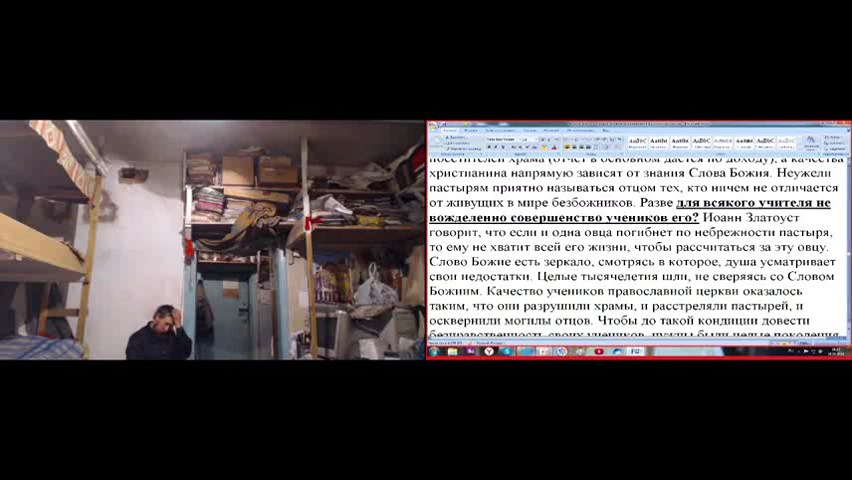 христианина напрямую зависят от знания Слова Божия. Неужели
пастырям приятно называться отцом тех, кто ничем не отличается
от живущих в мире безбожников. Разве для всякого учителя не
вожделенно совершенство учеников его? Иоанн Златоуст
говорит, что если и одна овца погибнет по небрежности пастыря,
то ему не хватит всей его жизни, чтобы рассчитаться за эту овцу.
Слово Божие есть зеркало, смотрясь в которое, душа усматривает
свои недостатки. Целые тысячелетия шли, не сверяясь со Словом
Божиим. Качество учеников православной церкви оказалось
таким, что они разрушили храмы, и расстреляли пастырей, и
осквернили могилы отцов. Чтобы до такой кондиции довести